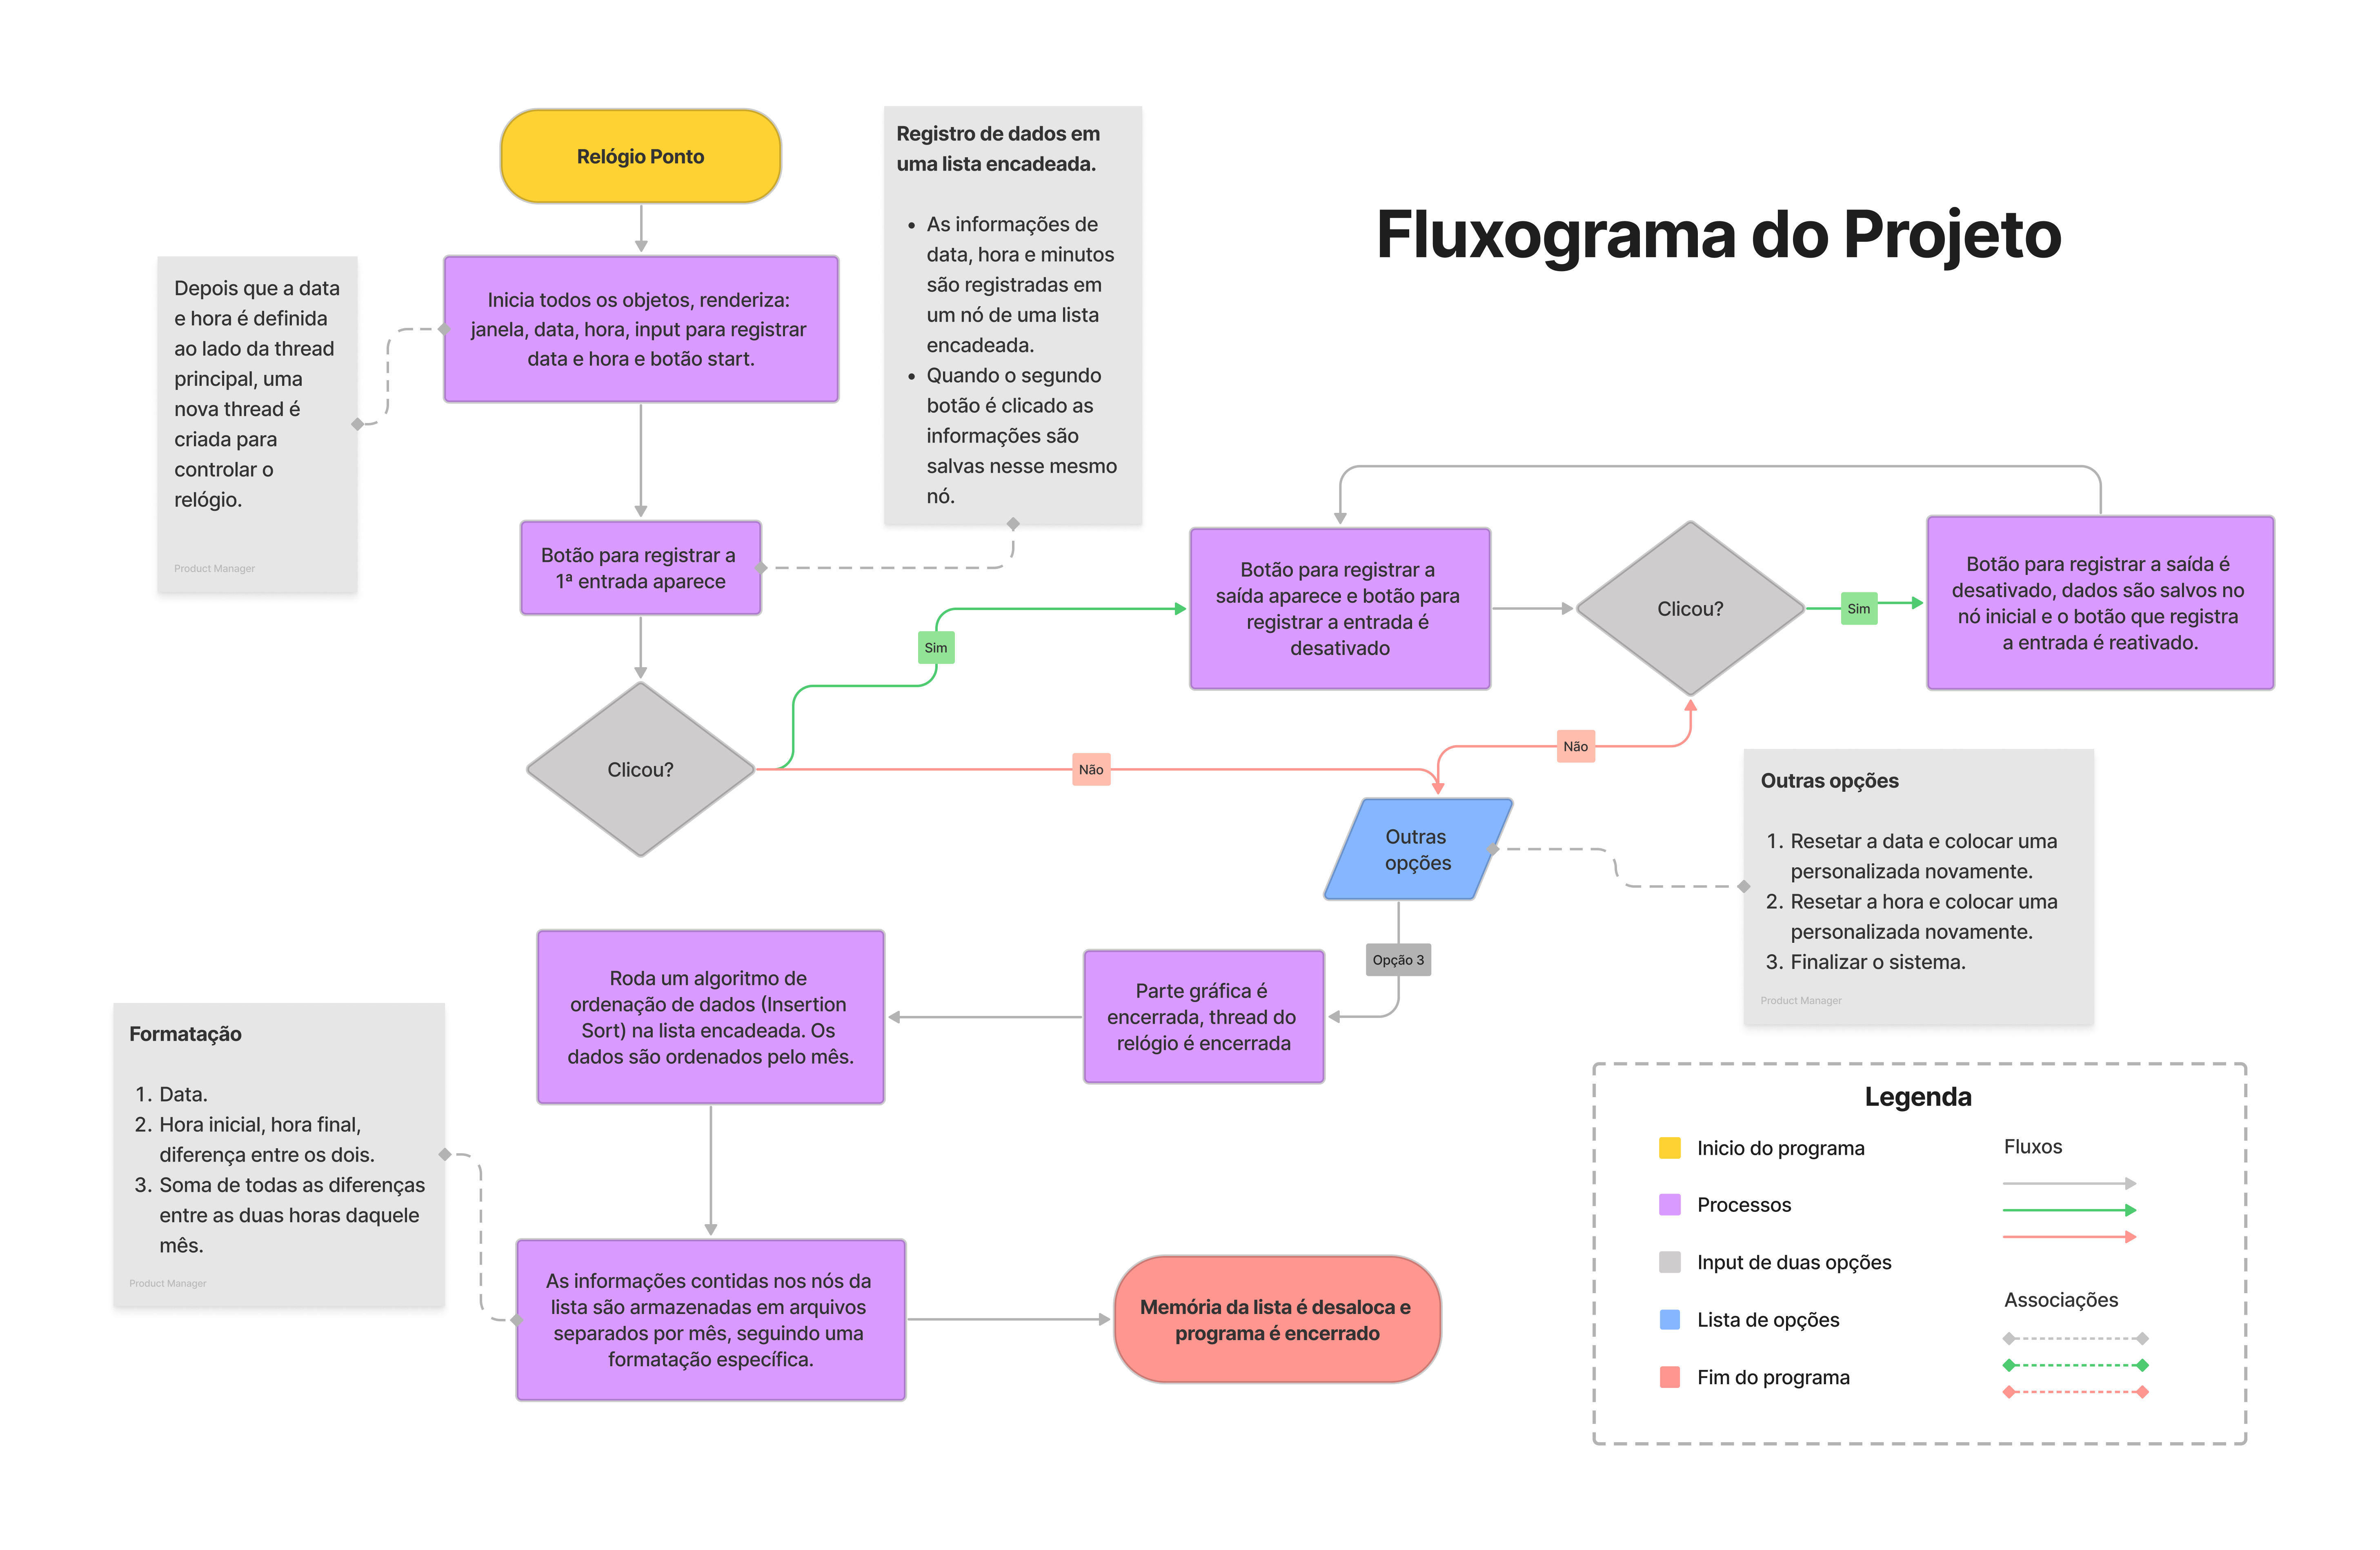 Fluxograma do Projeto
Relógio Ponto
Inicia todos os objetos, renderiza:
janela, data, hora, input para registrar
data e hora e botão start.
Depois que a data
e hora é definida
ao lado da thread
principal, uma
nova thread é
criada para
controlar o
relógio.
Product Manager
Registro de dados em
uma lista encadeada.
• As informações de
data, hora e minutos
são registradas em
um nó de uma lista
encadeada.
• Quando o segundo
botão é clicado as
informações são
salvas nesse mesmo
nó.
Botão para registrar a
1ª entrada aparece
Clicou?
Sim
Não
Botão para registrar a
saída aparece e botão para
registrar a entrada é
desativado
Clicou?
Sim
Botão para registrar a saída é
desativado, dados são salvos no
nó inicial e o botão que registra
a entrada é reativado.
Não
Outras
opções
Outras opções
1. Resetar a data e colocar uma
personalizada novamente.
2. Resetar a hora e colocar uma
personalizada novamente.
3. Finalizar o sistema.
Product Manager
Opção 3
Parte gráfica é
encerrada, thread do
relógio é encerrada
Roda um algoritmo de
ordenação de dados (Insertion
Sort) na lista encadeada. Os
dados são ordenados pelo mês.
Formatação
1. Data.
2. Hora inicial, hora final,
diferença entre os dois.
3. Soma de todas as diferenças
entre as duas horas daquele
mês.
Product Manager
As informações contidas nos nós da
lista são armazenadas em arquivos
separados por mês, seguindo uma
formatação específica.
Memória da lista é desaloca e
programa é encerrado
Legenda
Inicio do programa
Processos
Input de duas opções
Lista de opções
Fim do programa
Fluxos
Associações